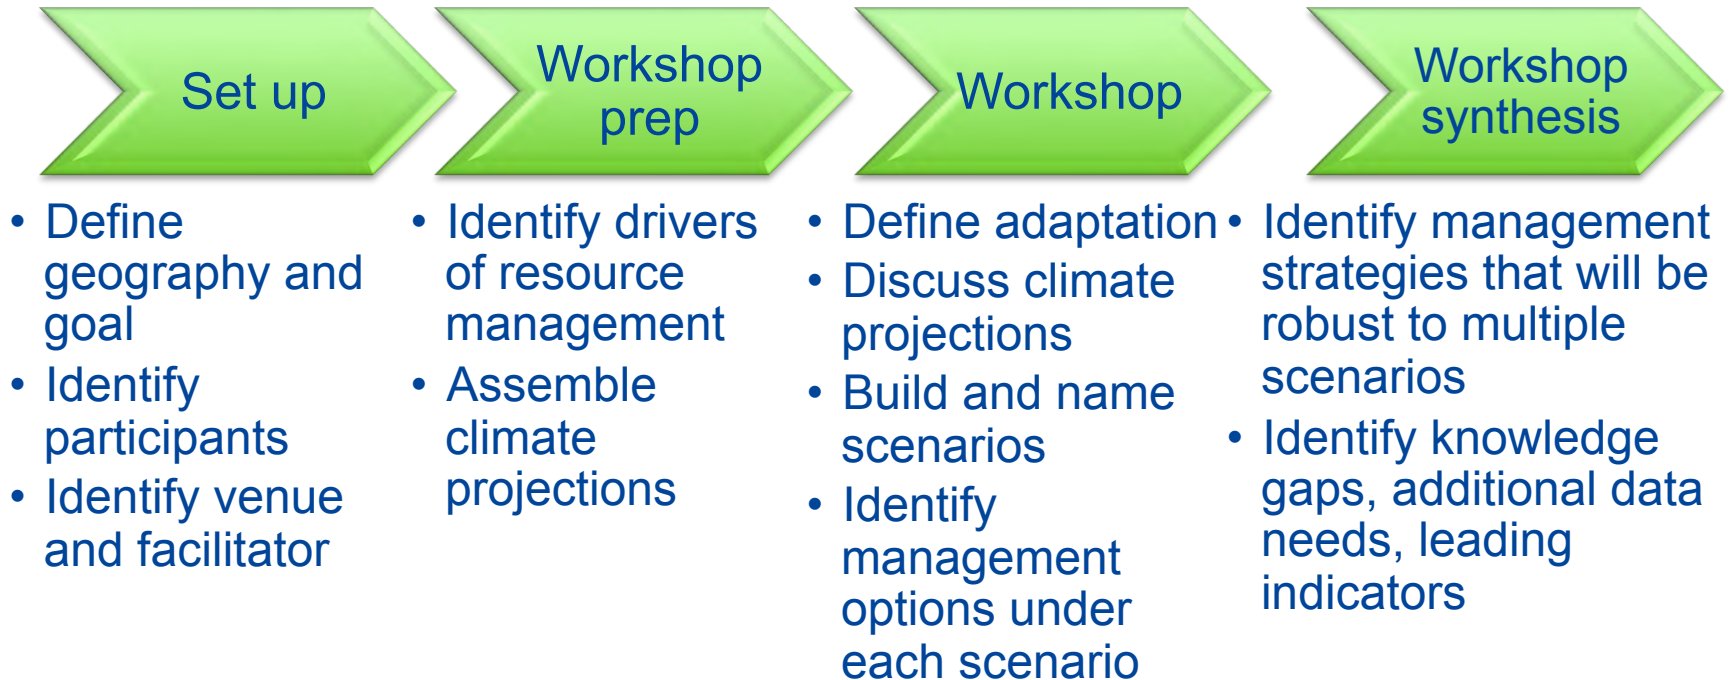 Set up
Workshop
prep
Workshop
Workshop
synthesis
• Define
geography and
goal
• Identify
participants
• Identify venue
and facilitator
• Identify drivers
of resource
management
• Assemble
climate
projections
• Define adaptation
• Discuss climate
projections
• Build and name
scenarios
• Identify
management
options under
each scenario
• Identify management
strategies that will be
robust to multiple
scenarios
• Identify knowledge
gaps, additional data
needs, leading
indicators